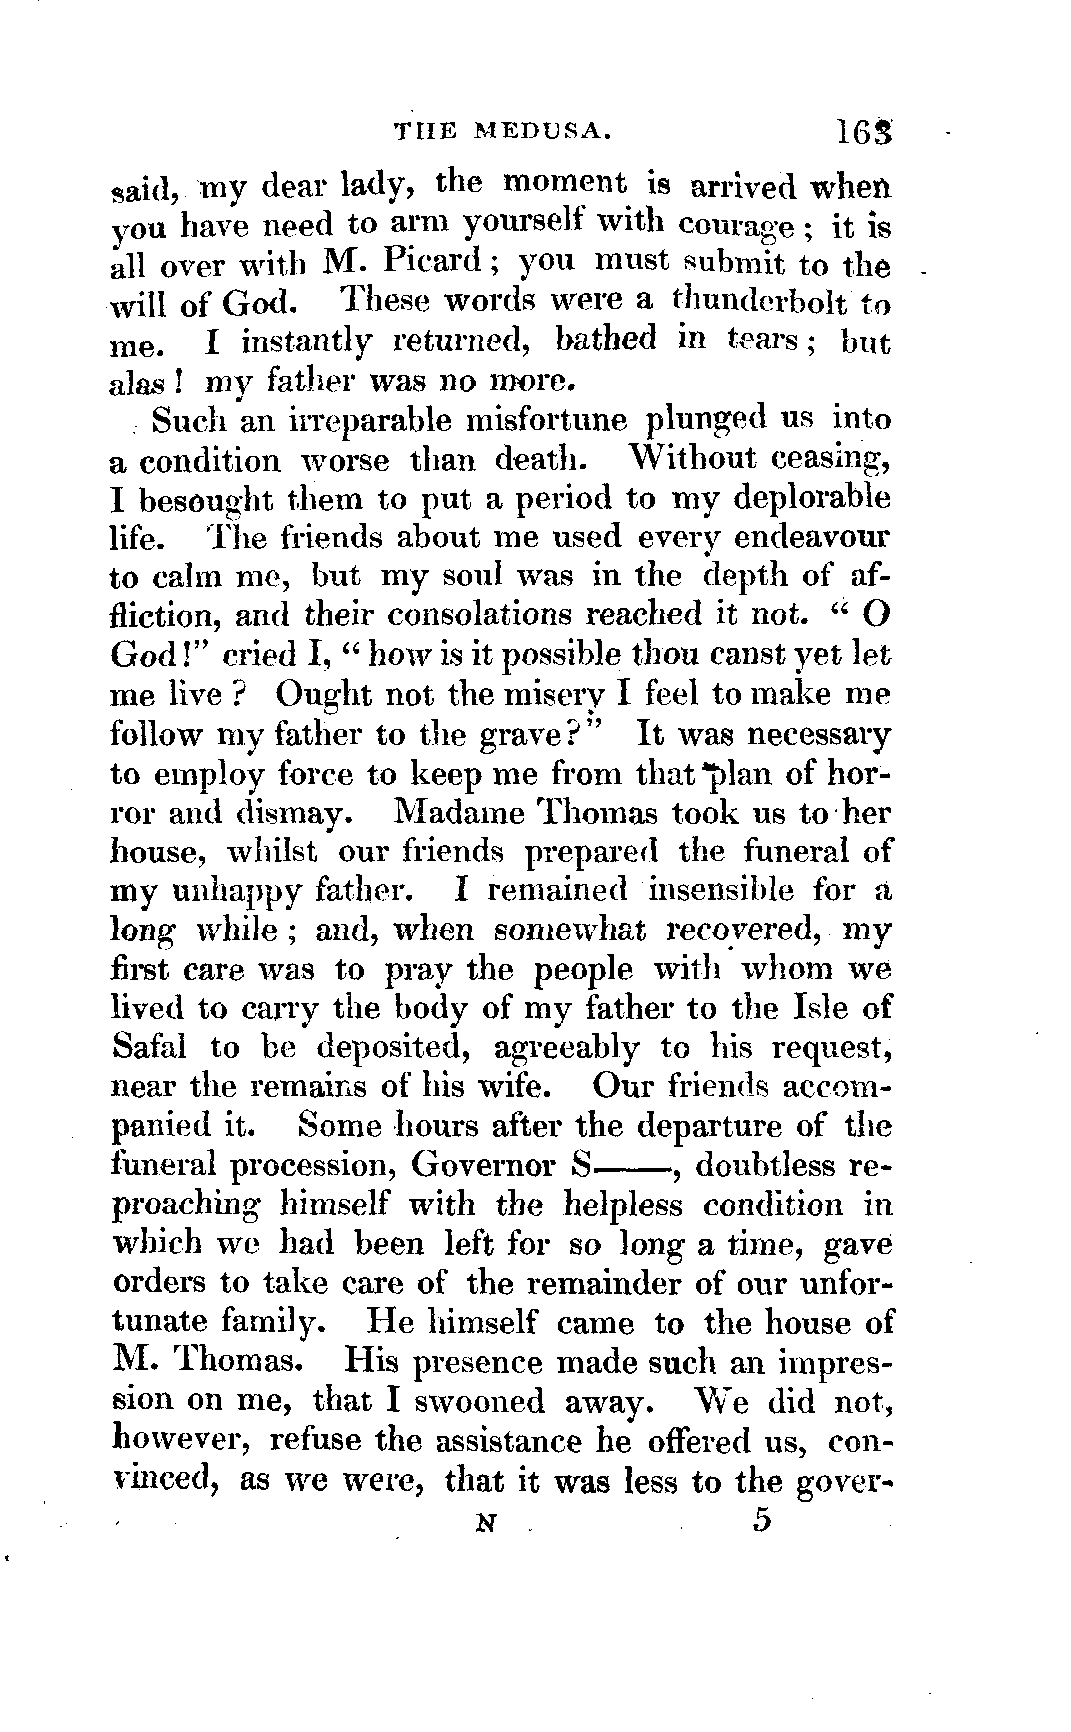 THE MEDUSA. 163
said, my dear lady, the moment is arrived when
you have need to arm yourself with courage ; it is
all over with M. Picard ; you must submit to the
will of God. These words were a thunderbolt to
me. I instantly returned, bathed in tears ; but
alas ! my father was no more.
Such an irreparable misfortune plunged us into
a condition worse than death. Without ceasing,
I besought them to put a period to my deplorable
life. The friends about me used every endeavour
to calm me, but my soul was in the depth of af-
fliction, and their consolations reached it not. “ O
God !” cried I, “ how is it possible thou canst yet let
me live ? Ought not the misery I feel to make me
follow my father to the grave ?” It was necessary
to employ force to keep me from that plan of hor-
ror and dismay. Madame Thomas took us to her
house, whilst our friends prepared the funeral of
my unhappy father. I remained insensible for a
long while ; and, when somewhat recovered, my
first care was to pray the people with whom we
lived to carry the body of my father to the Isle of
Safal to be deposited, agreeably to his request,
near the remains of his wife. Our friends accom-
panied it. Some hours after the departure of the
funeral procession, Governor S——, doubtless re-
proaching himself with the helpless condition in
which we had been left for so long a time, gave
orders to take care of the remainder of our unfor-
tunate family. He himself came to the house of
M. Thomas. His presence made such an impres-
sion on me, that I swooned away. We did not,
however, refuse the assistance he offered us, con-
vinced, as we were, that it was less to the gover-
N 5